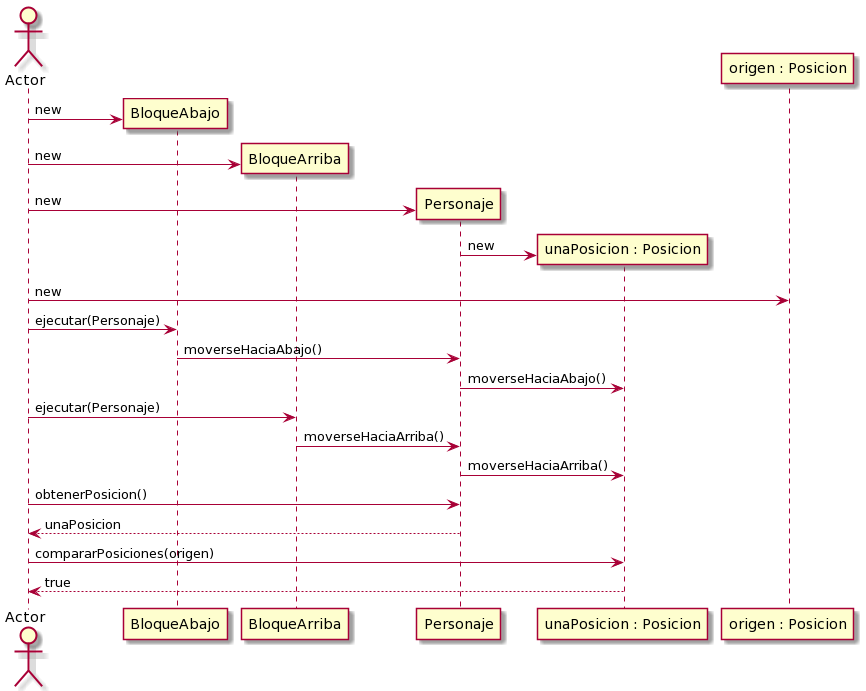 Actor
origen : Posicion
new
BloqueAbajo
new
BloqueArriba
new
Personaje
new
unaPosicion : Posicion
new
ejecutar(Personaje)
moverseHaciaAbajo()
moverseHaciaAbajo()
ejecutar(Personaje)
moverseHaciaArriba()
moverseHaciaArriba()
obtenerPosicion()
unaPosicion
compararPosiciones(origen)
true
Actor
BloqueAbajo
BloqueArriba
Personaje
unaPosicion : Posicion
origen : Posicion